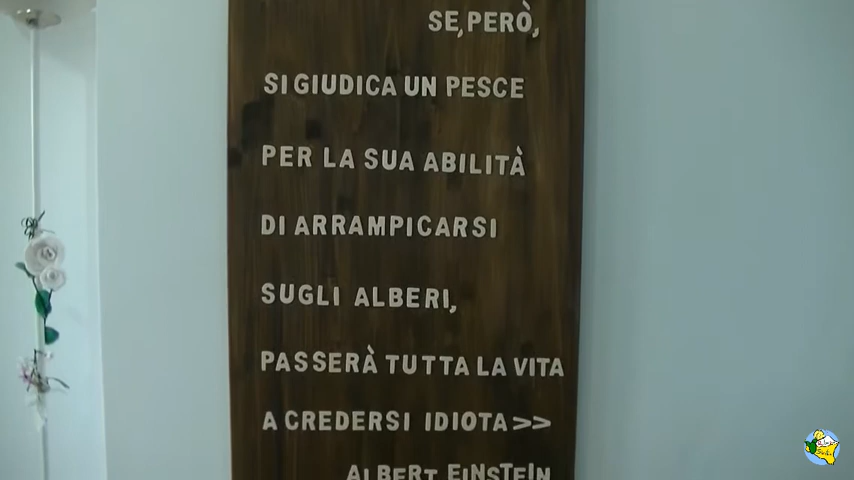 SE, PERÒ,
SI GIUDICA UN PESCE
PER LA SUA ABILITÀ
DI ARRAMPICARSI
SUGLI ALBERI,
PASSERÀ TUTTA LA VITA
A CREDERSI IDIOTA>>
ALBERT EINSTEIN